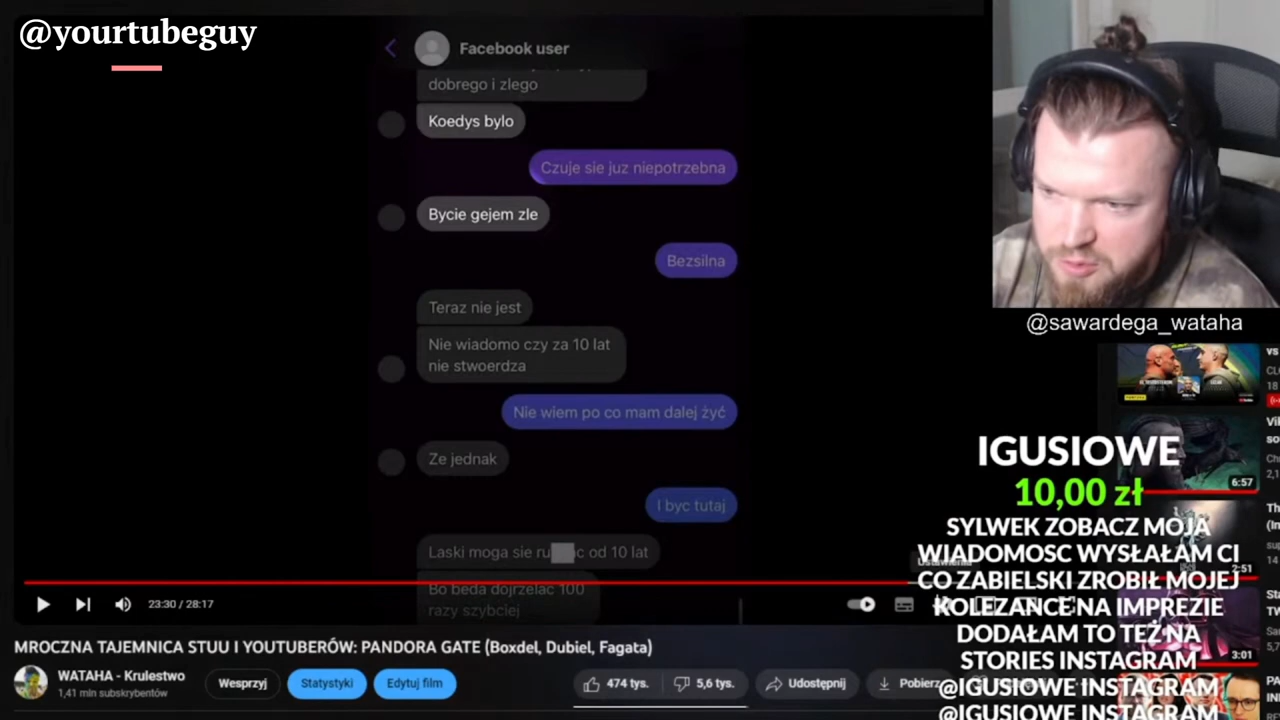 @yourtubeguy
Facebook user
dobrego i zlego
Koedys bylo
Czuje sie juz niepotrzebna
Bycie gejem zle
Bezsilna
Teraz nie jest
Nie wiadomo czy za 10 lat
nie stwoerdza
Nie wiem po co mam dalej żyć
Ze jednak
I byc tutaj
Laski moga sie ru c od 10 lat
Bo beda dojrzelac 100
razy szybciej
23:30 / 28:17
MROCZNA TAJEMNICA STUU I YOUTUBERÓW: PANDORA GATE (Boxdel, Dubiel, Fagata)
WATAHA - Krulestwo
1,41 mln subskrybentów
Wesprzyj
Statystyki
Edytuj film
474 tys.
5,6 tys.
Udostępnij
Pobierz
@sawardega_wataha
vs
6:57
2:51
3:01
IGUSIOWE
10,00 zł
SYLWEK ZOBACZ MOJA
WIADOMOSC WYSŁAŁAM CI
CO ZABIELSKI ZROBIŁ MOJEJ
KOLEZANCE NA IMPREZIE
DODAŁAM TO TEŻ NA
STORIES INSTAGRAM
@IGUSIOWE INSTAGRAM
@IGUSIOWE INSTAGRAM